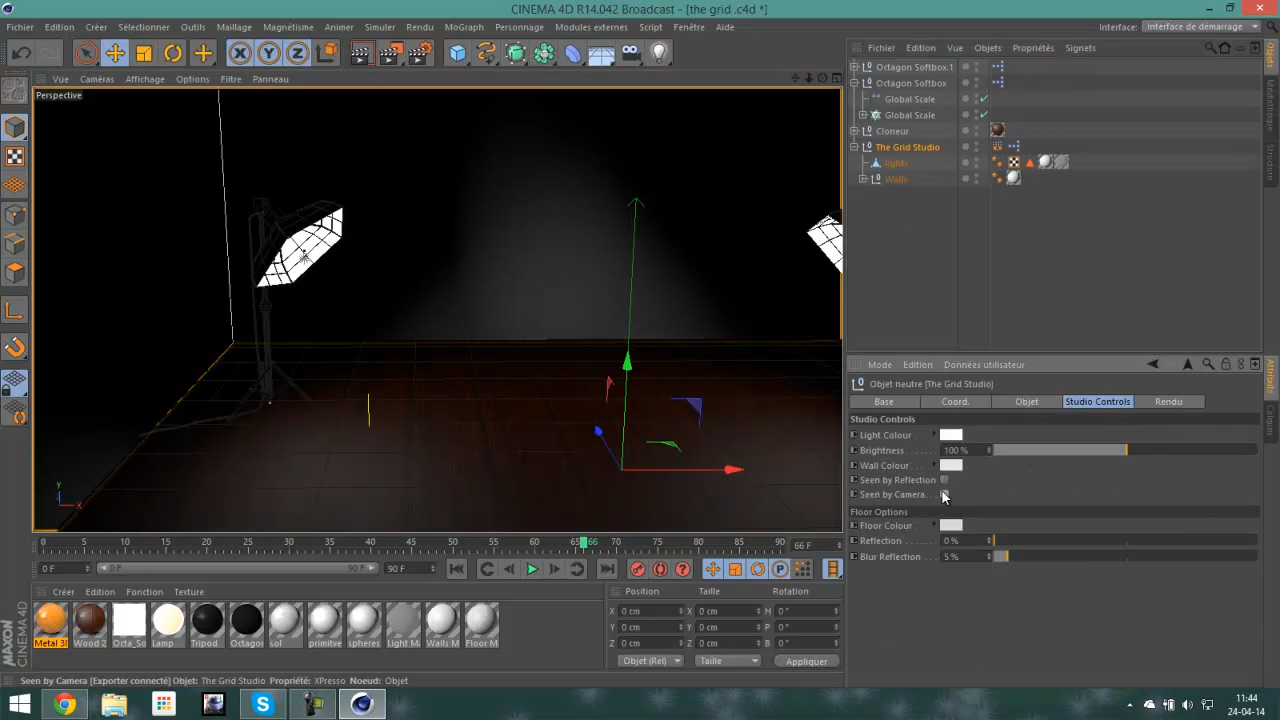 CINEMA 4D R14.042 Broadcast - [the grid .c4d *]
Fichier Edition Créer Sélectionner Outils Maillage Magnétisme Animer Simuler Rendu MoGraph Personnage Modules externes Script Fenêtre Aide Interface: Interface de démarrage
X Y Z
Fichier Edition Vue Objets Propriétés Signets
Vue Caméras Affichage Options Filtre Panneau
Perspective
Octagon Softbox.1
Octagon Softbox
Global Scale
Global Scale
Cloneur
The Grid Studio
lights
Walls
Objets
Médiathèque
Structure
Mode Edition Données utilisateur
Objet neutre [The Grid Studio]
Base Coord. Objet Studio Controls Rendu
Studio Controls
Light Colour
Brightness 100 %
Wall Colour
Seen by Reflection
Seen by Camera
Floor Options
Floor Colour
Reflection 0 %
Blur Reflection 5 %
Attributs
Calques
Y
X
0 5 10 15 20 25 30 35 40 45 50 55 60 65 66 70 75 80 85 90 66 F
0 F 0 F 90 F 90 F
P
Créer Edition Fonction Texture
Metal 3 Wood 2 Octa_So Lamp Tripod Octagon sol primitve spheres Light M Walls M Floor M
Position Taille Rotation
X 0 cm X 0 cm H 0 °
Y 0 cm Y 0 cm P 0 °
Z 0 cm Z 0 cm B 0 °
Objet (Rel) Taille Appliquer
MAXON
CINEMA 4D
Seen by Camera [Exporter connecté] Objet: The Grid Studio Propriété: XPresso Noeud: Objet
11:44
24-04-14